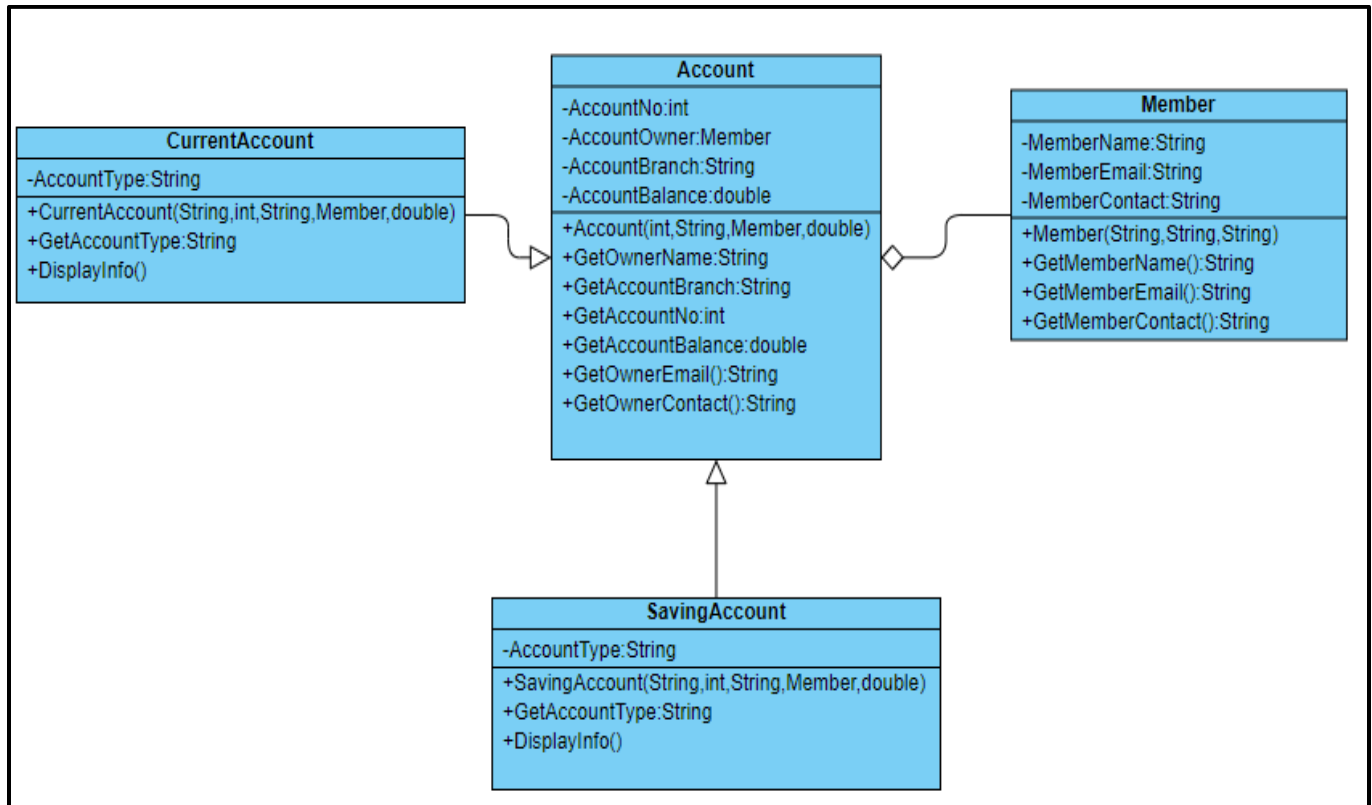 CurrentAccount
-AccountType:String
+CurrentAccount(String,int,String,Member,double)
+GetAccountType:String
+DisplayInfo()
Account
-AccountNo:int
-AccountOwner:Member
-AccountBranch:String
-AccountBalance:double
+Account(int,String,Member,double)
+GetOwnerName:String
+GetAccountBranch:String
+GetAccountNo:int
+GetAccountBalance:double
+GetOwnerEmail():String
+GetOwnerContact():String
Member
-MemberName:String
-MemberEmail:String
-MemberContact:String
+Member(String,String,String)
+GetMemberName():String
+GetMemberEmail():String
+GetMemberContact():String
SavingAccount
-AccountType:String
+SavingAccount(String,int,String,Member,double)
+GetAccountType:String
+DisplayInfo()